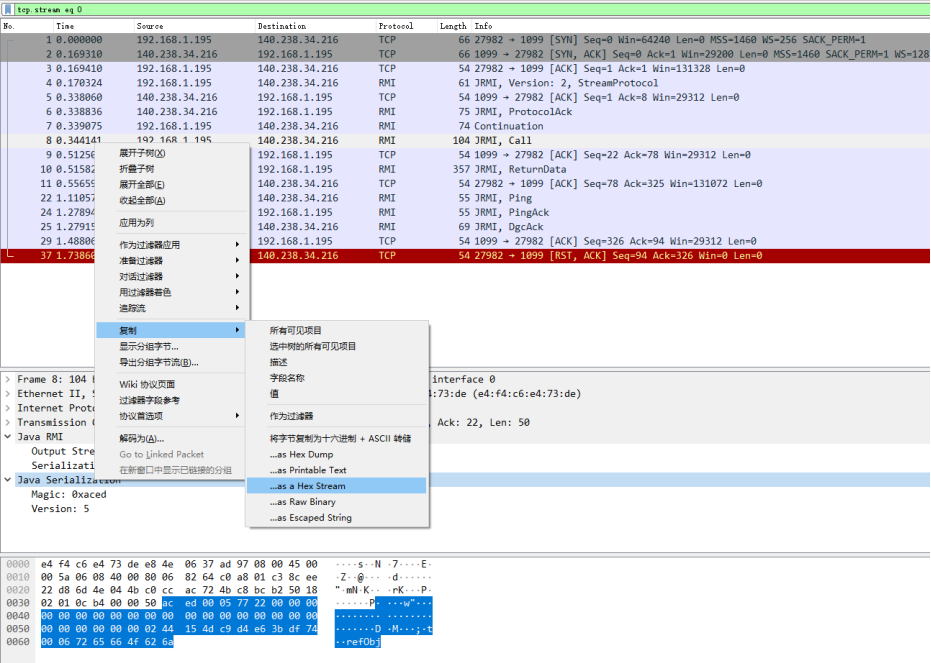 tcp.stream eq 0
No. Time Source Destination Protocol Length Info
1 0.000000 192.168.1.195 140.238.34.216 TCP 66 27982 → 1099 [SYN] Seq=0 Win=64240 Len=0 MSS=1460 WS=256 SACK_PERM=1
2 0.169310 140.238.34.216 192.168.1.195 TCP 66 1099 → 27982 [SYN, ACK] Seq=0 Ack=1 Win=29200 Len=0 MSS=1460 SACK_PERM=1 WS=128
3 0.169410 192.168.1.195 140.238.34.216 TCP 54 27982 → 1099 [ACK] Seq=1 Ack=1 Win=131328 Len=0
4 0.170324 192.168.1.195 140.238.34.216 RMI 61 JRMI, Version: 2, StreamProtocol
5 0.338060 140.238.34.216 192.168.1.195 TCP 54 1099 → 27982 [ACK] Seq=1 Ack=8 Win=29312 Len=0
6 0.338836 140.238.34.216 192.168.1.195 RMI 75 JRMI, ProtocolAck
7 0.339075 192.168.1.195 140.238.34.216 RMI 74 Continuation
8 0.344141 192.168.1.195 140.238.34.216 RMI 104 JRMI, Call
9 0.51256 192.168.1.195 TCP 54 1099 → 27982 [ACK] Seq=22 Ack=78 Win=29312 Len=0
10 0.51582 192.168.1.195 RMI 357 JRMI, ReturnData
11 0.55659 140.238.34.216 TCP 54 27982 → 1099 [ACK] Seq=78 Ack=325 Win=131072 Len=0
22 1.11057 140.238.34.216 RMI 55 JRMI, Ping
24 1.27894 192.168.1.195 RMI 55 JRMI, PingAck
25 1.27915 140.238.34.216 RMI 69 JRMI, DgcAck
29 1.48806 192.168.1.195 TCP 54 1099 → 27982 [ACK] Seq=326 Ack=94 Win=29312 Len=0
37 1.73860 140.238.34.216 TCP 54 27982 → 1099 [RST, ACK] Seq=94 Ack=326 Win=0 Len=0
展开子树(X)
折叠子树
展开全部(E)
收起全部(A)
应用为列
作为过滤器应用
准备过滤器
对话过滤器
用过滤器着色
追踪流
复制
显示分组字节...
导出分组字节流(B)...
Wiki 协议页面
过滤器字段参考
协议首选项
解码为(A)...
Go to Linked Packet
在新窗口中显示已链接的分组
所有可见项目
选中树的所有可见项目
描述
字段名称
值
作为过滤器
将字节复制为十六进制 + ASCII 转储
...as Hex Dump
...as Printable Text
...as a Hex Stream
...as Raw Binary
...as Escaped String
Frame 8: 104 interface 0
Ethernet II, 4:73:de (e4:f4:c6:e4:73:de)
Internet Proto
Transmission , Ack: 22, Len: 50
Java RMI
Output Stre
Serializati
Java Serialization
Magic: 0xaced
Version: 5
0000 e4 f4 c6 e4 73 de e8 4e 06 37 ad 97 08 00 45 00 ····s··N ·7····E·
0010 00 5a 06 08 40 00 80 06 82 64 c0 a8 01 c3 8c ee ·Z··@··· ·d······
0020 22 d8 6d 4e 04 4b c0 cc ac 72 4b c8 bc b2 50 18 "·mN·K·· ·rK···P·
0030 02 01 0c b4 00 00 50 ac ed 00 05 77 22 00 00 00 ······P· ···w"···
0040 00 00 00 00 00 00 00 00 00 00 00 00 00 00 00 00 ········ ········
0050 00 00 00 00 00 00 02 44 15 4d c9 d4 e6 3b df 74 ·······D ·M···;·t
0060 00 06 72 65 66 4f 62 6a ··refObj